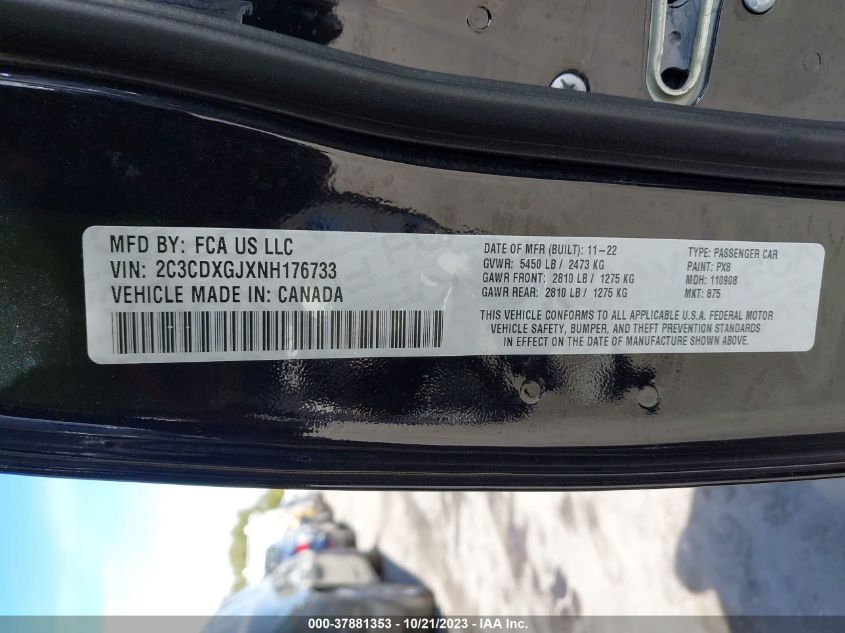 MFD BY: FCA US LLC
VIN: 2C3CDXGJXNH176733
VEHICLE MADE IN: CANADA
DATE OF MFR (BUILT): 11-22
GVWR: 5450 LB / 2473 KG
GAWR FRONT: 2810 LB / 1275 KG
GAWR REAR: 2810 LB / 1275 KG
TYPE: PASSENGER CAR
PAINT: PX8
MDH: 110908
MKT: 875
THIS VEHICLE CONFORMS TO ALL APPLICABLE U.S.A. FEDERAL MOTOR
VEHICLE SAFETY, BUMPER, AND THEFT PREVENTION STANDARDS
IN EFFECT ON THE DATE OF MANUFACTURE SHOWN ABOVE.
000-37881353 - 10/21/2023 - IAAI.com